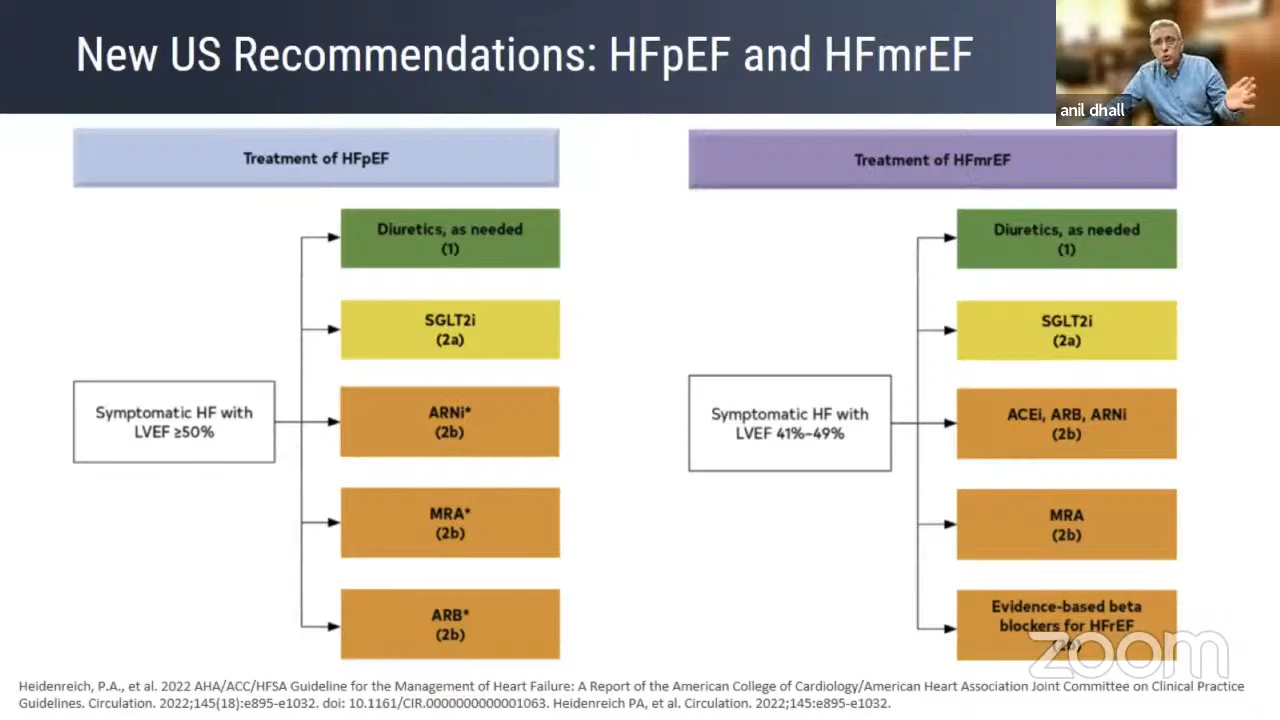 New US Recommendations: HFpEF and HFmrEF
anil dhall
Treatment of HFpEF
Diuretics, as needed
(1)
SGLT2i
(2a)
Symptomatic HF with
LVEF ≥50%
ARNi*
(2b)
MRA*
(2b)
ARB*
(2b)
Treatment of HFmrEF
Diuretics, as needed
(1)
SGLT2i
(2a)
Symptomatic HF with
LVEF 41%–49%
ACEi, ARB, ARNi
(2b)
MRA
(2b)
Evidence-based beta
blockers for HFrEF
(2b)
zoom
Heidenreich, P.A., et al. 2022 AHA/ACC/HFSA Guideline for the Management of Heart Failure: A Report of the American College of Cardiology/American Heart Association Joint Committee on Clinical Practice
Guidelines. Circulation. 2022;145(18):e895-e1032. doi: 10.1161/CIR.0000000000001063. Heidenreich PA, et al. Circulation. 2022;145:e895-e1032.